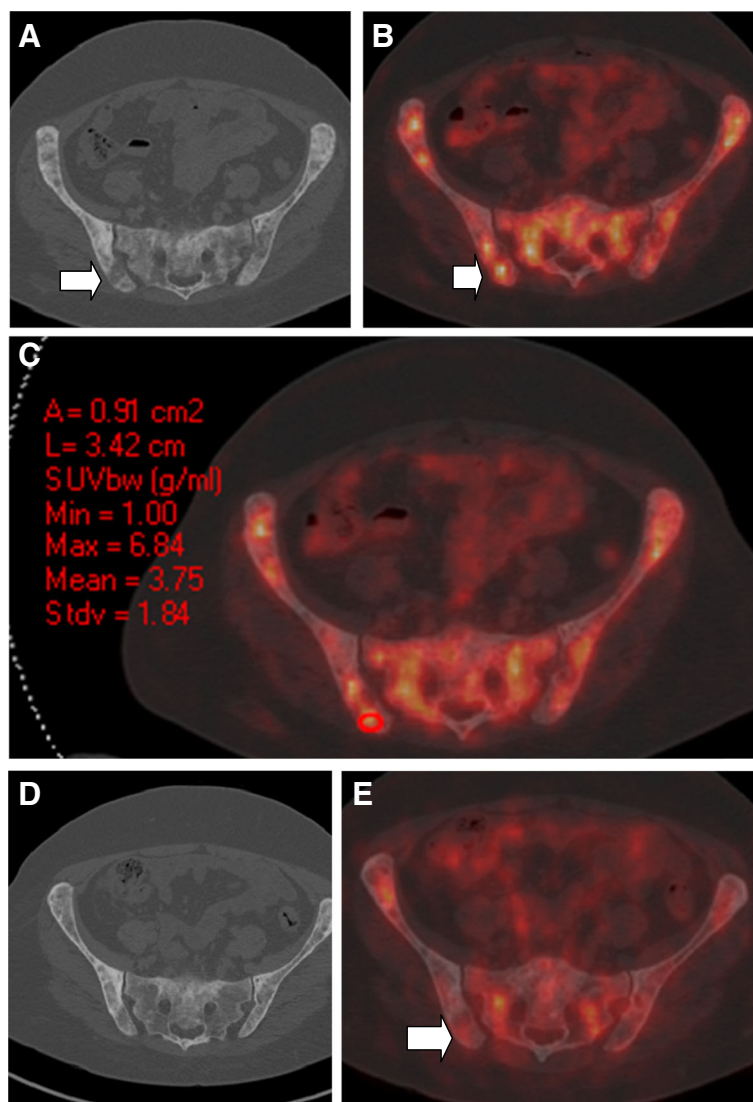 A
B
C
A = 0.91 cm2
L = 3.42 cm
SUVbw (g/ml)
Min = 1.00
Max = 6.84
Mean = 3.75
Stdv = 1.84
D
E